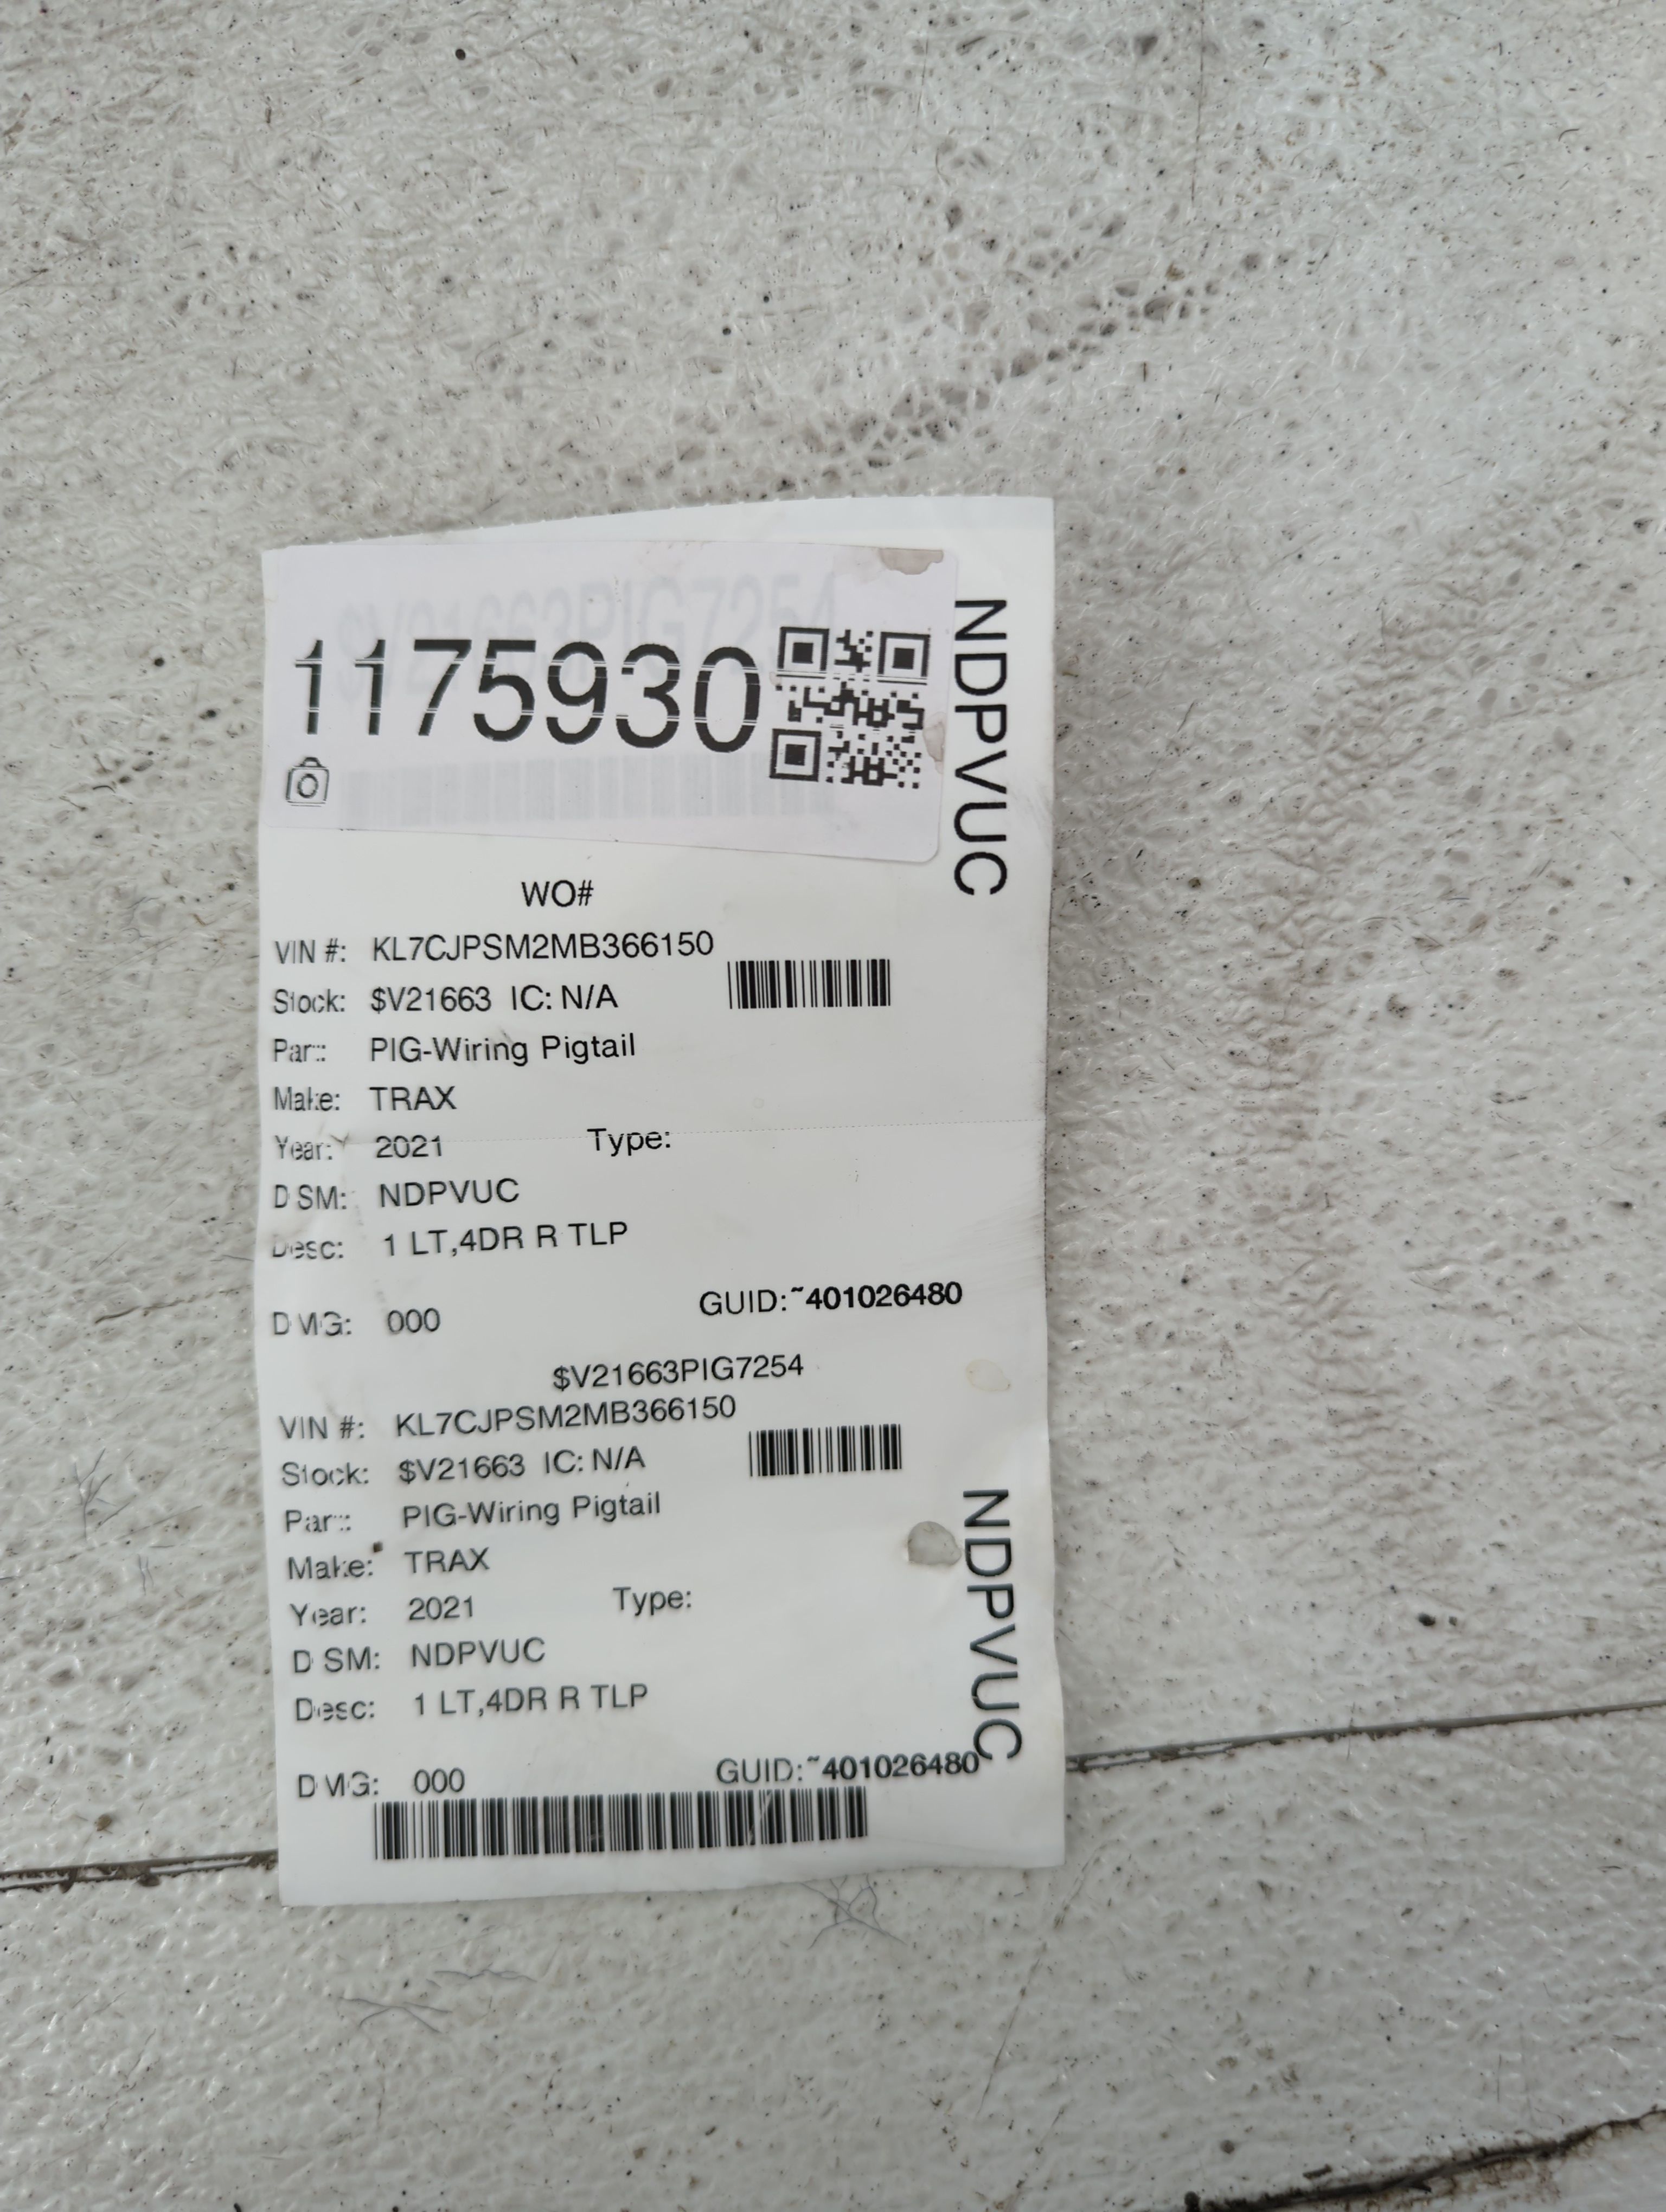 $V21663PIG7254
1175930
NDPVUC
WO#
VIN #: KL7CJPSM2MB366150
Stock: $V21663 IC: N/A
Part: PIG-Wiring Pigtail
Make: TRAX
Year: 2021 Type:
DSM: NDPVUC
Desc: 1 LT,4DR R TLP
DMG: 000 GUID:~401026480
$V21663PIG7254
VIN #: KL7CJPSM2MB366150
Stock: $V21663 IC: N/A
Part: PIG-Wiring Pigtail
Make: TRAX
Year: 2021 Type:
DSM: NDPVUC
Desc: 1 LT,4DR R TLP
NDPVUC
DMG: 000 GUID:~401026480